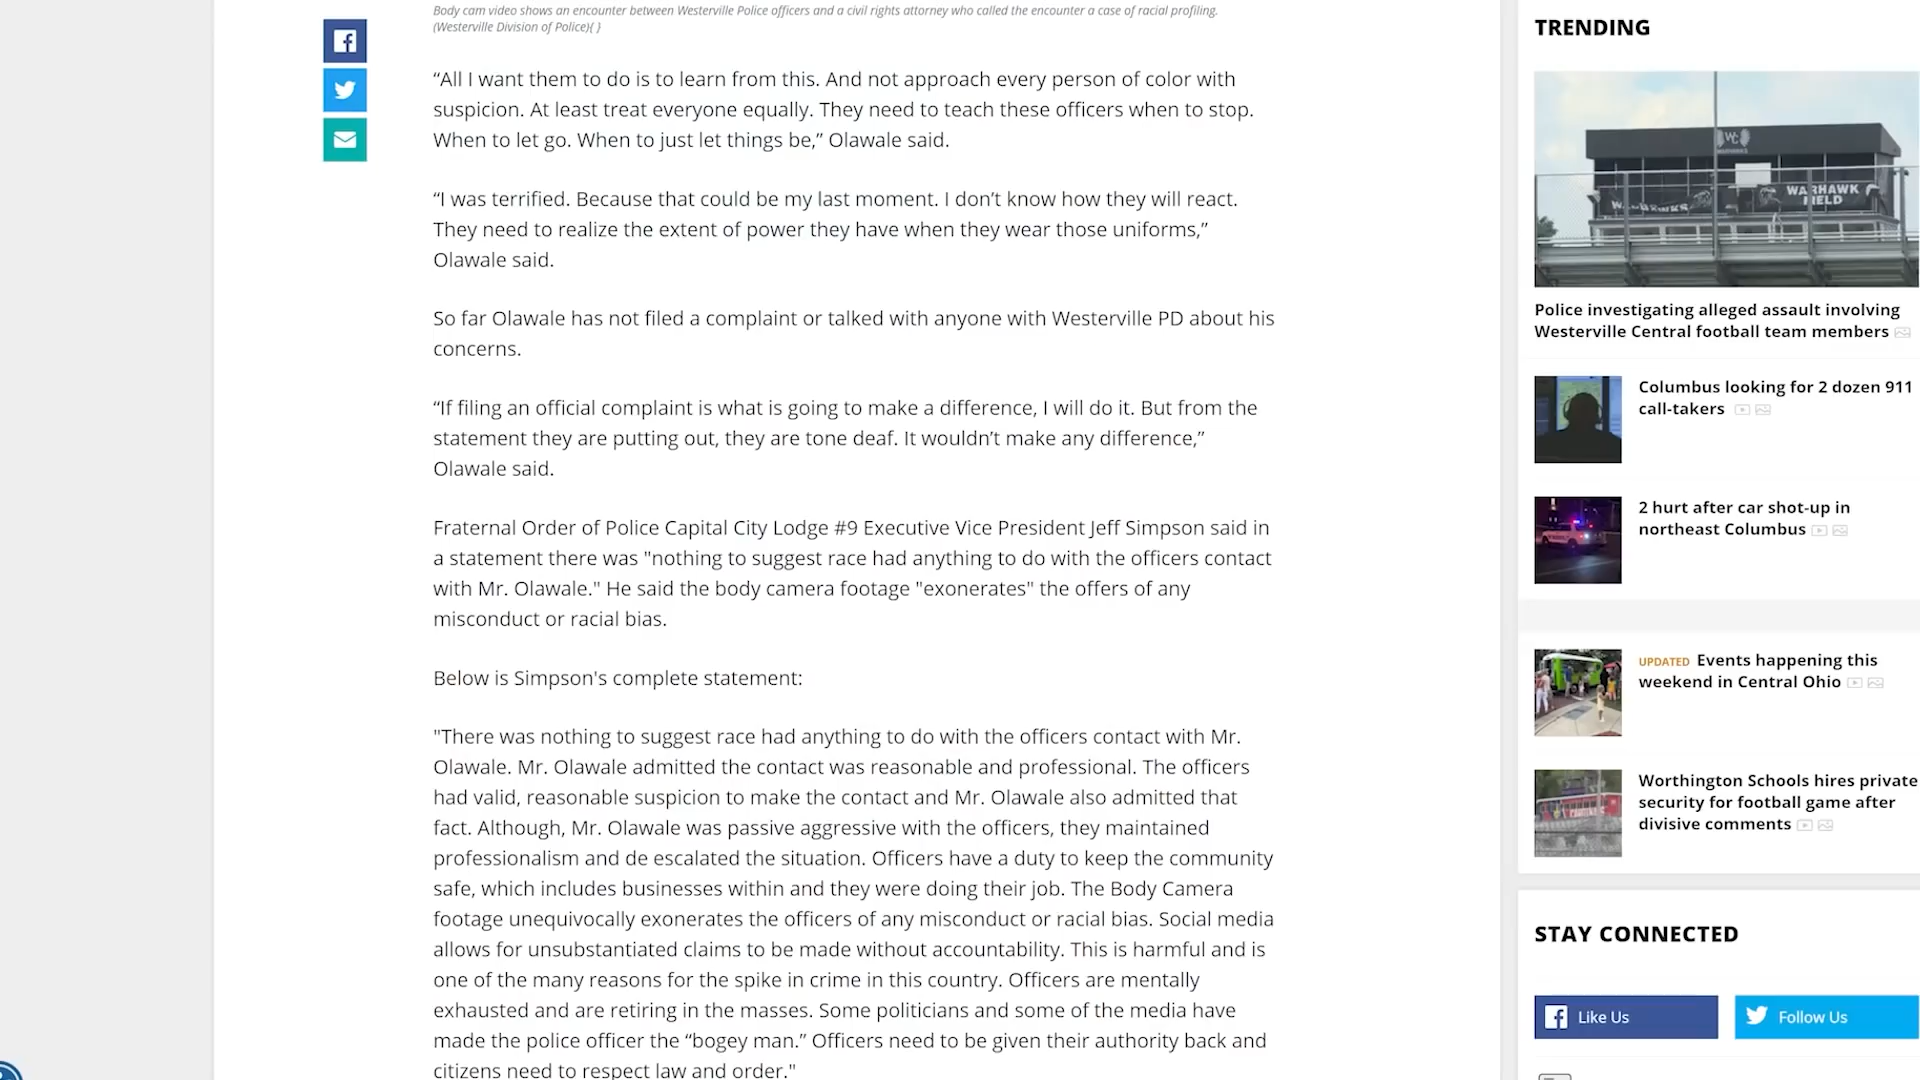 Body cam video shows an encounter between Westerville Police officers and a civil rights attorney who called the encounter a case of racial profiling.
(Westerville Division of Police){ }
“All I want them to do is to learn from this. And not approach every person of color with
suspicion. At least treat everyone equally. They need to teach these officers when to stop.
When to let go. When to just let things be,” Olawale said.
“I was terrified. Because that could be my last moment. I don’t know how they will react.
They need to realize the extent of power they have when they wear those uniforms,”
Olawale said.
So far Olawale has not filed a complaint or talked with anyone with Westerville PD about his
concerns.
“If filing an official complaint is what is going to make a difference, I will do it. But from the
statement they are putting out, they are tone deaf. It wouldn’t make any difference,”
Olawale said.
Fraternal Order of Police Capital City Lodge #9 Executive Vice President Jeff Simpson said in
a statement there was "nothing to suggest race had anything to do with the officers contact
with Mr. Olawale." He said the body camera footage "exonerates" the offers of any
misconduct or racial bias.
Below is Simpson's complete statement:
"There was nothing to suggest race had anything to do with the officers contact with Mr.
Olawale. Mr. Olawale admitted the contact was reasonable and professional. The officers
had valid, reasonable suspicion to make the contact and Mr. Olawale also admitted that
fact. Although, Mr. Olawale was passive aggressive with the officers, they maintained
professionalism and de escalated the situation. Officers have a duty to keep the community
safe, which includes businesses within and they were doing their job. The Body Camera
footage unequivocally exonerates the officers of any misconduct or racial bias. Social media
allows for unsubstantiated claims to be made without accountability. This is harmful and is
one of the many reasons for the spike in crime in this country. Officers are mentally
exhausted and are retiring in the masses. Some politicians and some of the media have
made the police officer the “bogey man.” Officers need to be given their authority back and
citizens need to respect law and order."
TRENDING
WC
WARHAWK
FIELD
Police investigating alleged assault involving
Westerville Central football team members
Columbus looking for 2 dozen 911
call-takers
2 hurt after car shot-up in
northeast Columbus
UPDATED Events happening this
weekend in Central Ohio
Worthington Schools hires private
security for football game after
divisive comments
STAY CONNECTED
Like Us
Follow Us